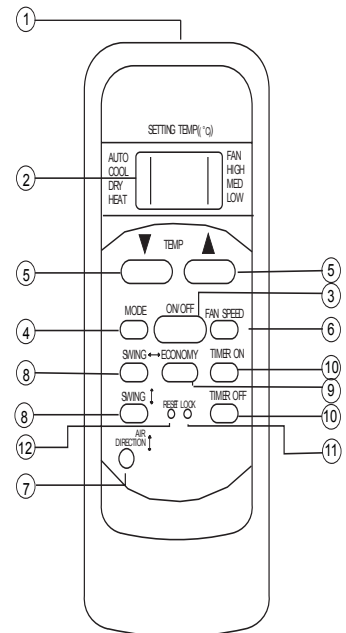 1
SETTING TEMP.(°C)
AUTO FAN
COOL HIGH
2 DRY MED
HEAT LOW
▼ TEMP ▲
5 5
3
MODE ON/OFF FAN SPEED
4 6
SWING ↔ ECONOMY TIMER ON
8 10
9
SWING ↕ RESET LOCK TIMER OFF
8 10
12 11
AIR
DIRECTION ↕
7